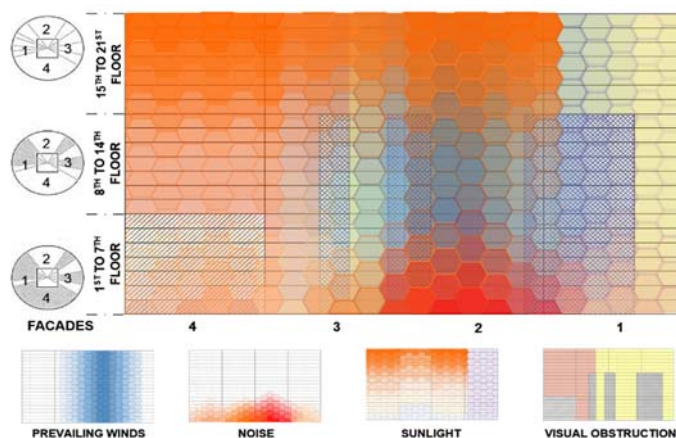 2
1 3
4
15TH TO 21ST
FLOOR
2
1 3
4
8TH TO 14TH
FLOOR
2
1 3
4
1ST TO 7TH
FLOOR
FACADES 4 3 2 1
PREVAILING WINDS NOISE SUNLIGHT VISUAL OBSTRUCTION